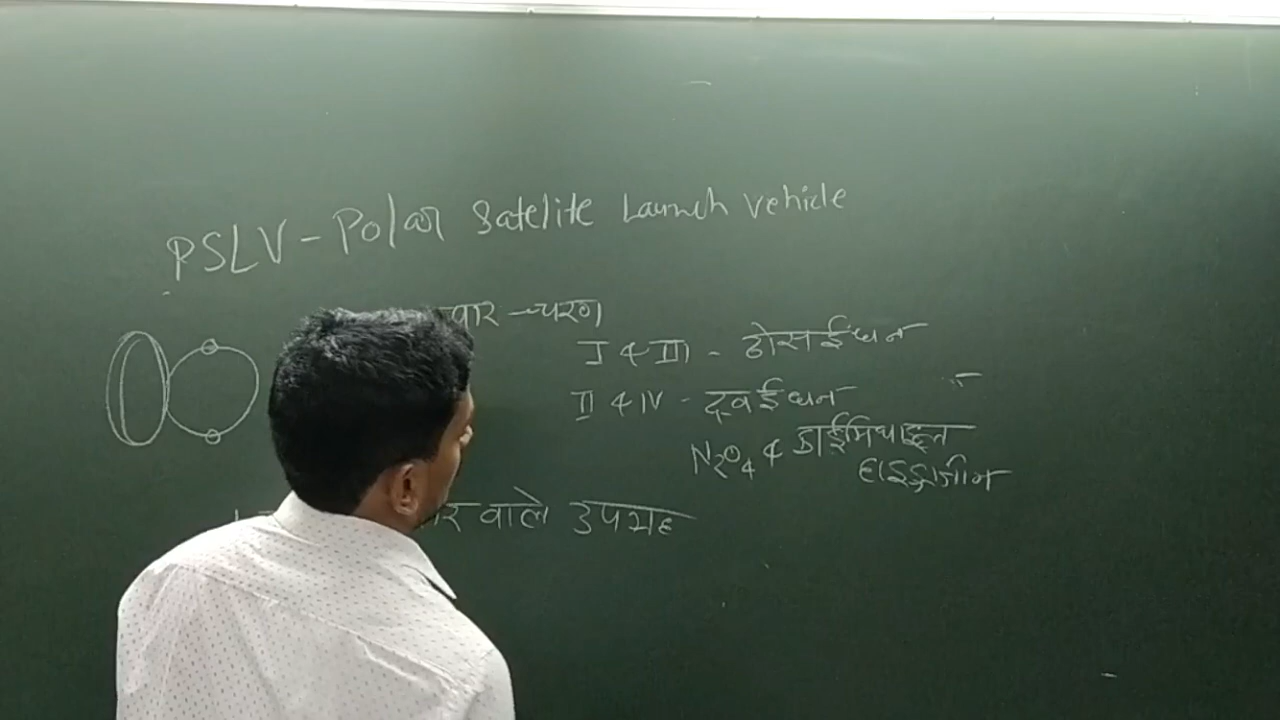 PSLV - Polar Satelite Launch Vehicle
चार - चरण
I & III - ठोस ईंधन
II & IV - द्रव ईंधन
N2O4 & डाईमिथाइल
हाइड्राजीन
वाले उपग्रह